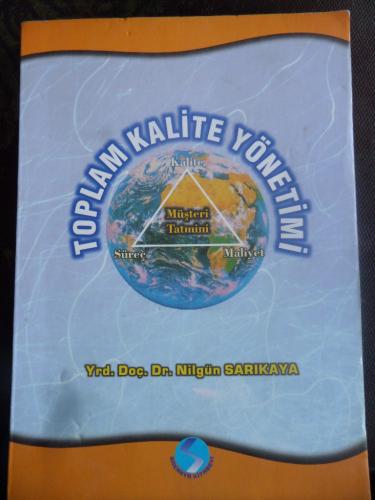 TOPLAM KALİTE YÖNETİMİ
Kalite
Müşteri
Tatmini
Süreç
Maliyet
Yrd. Doç. Dr. Nilgün SARIKAYA